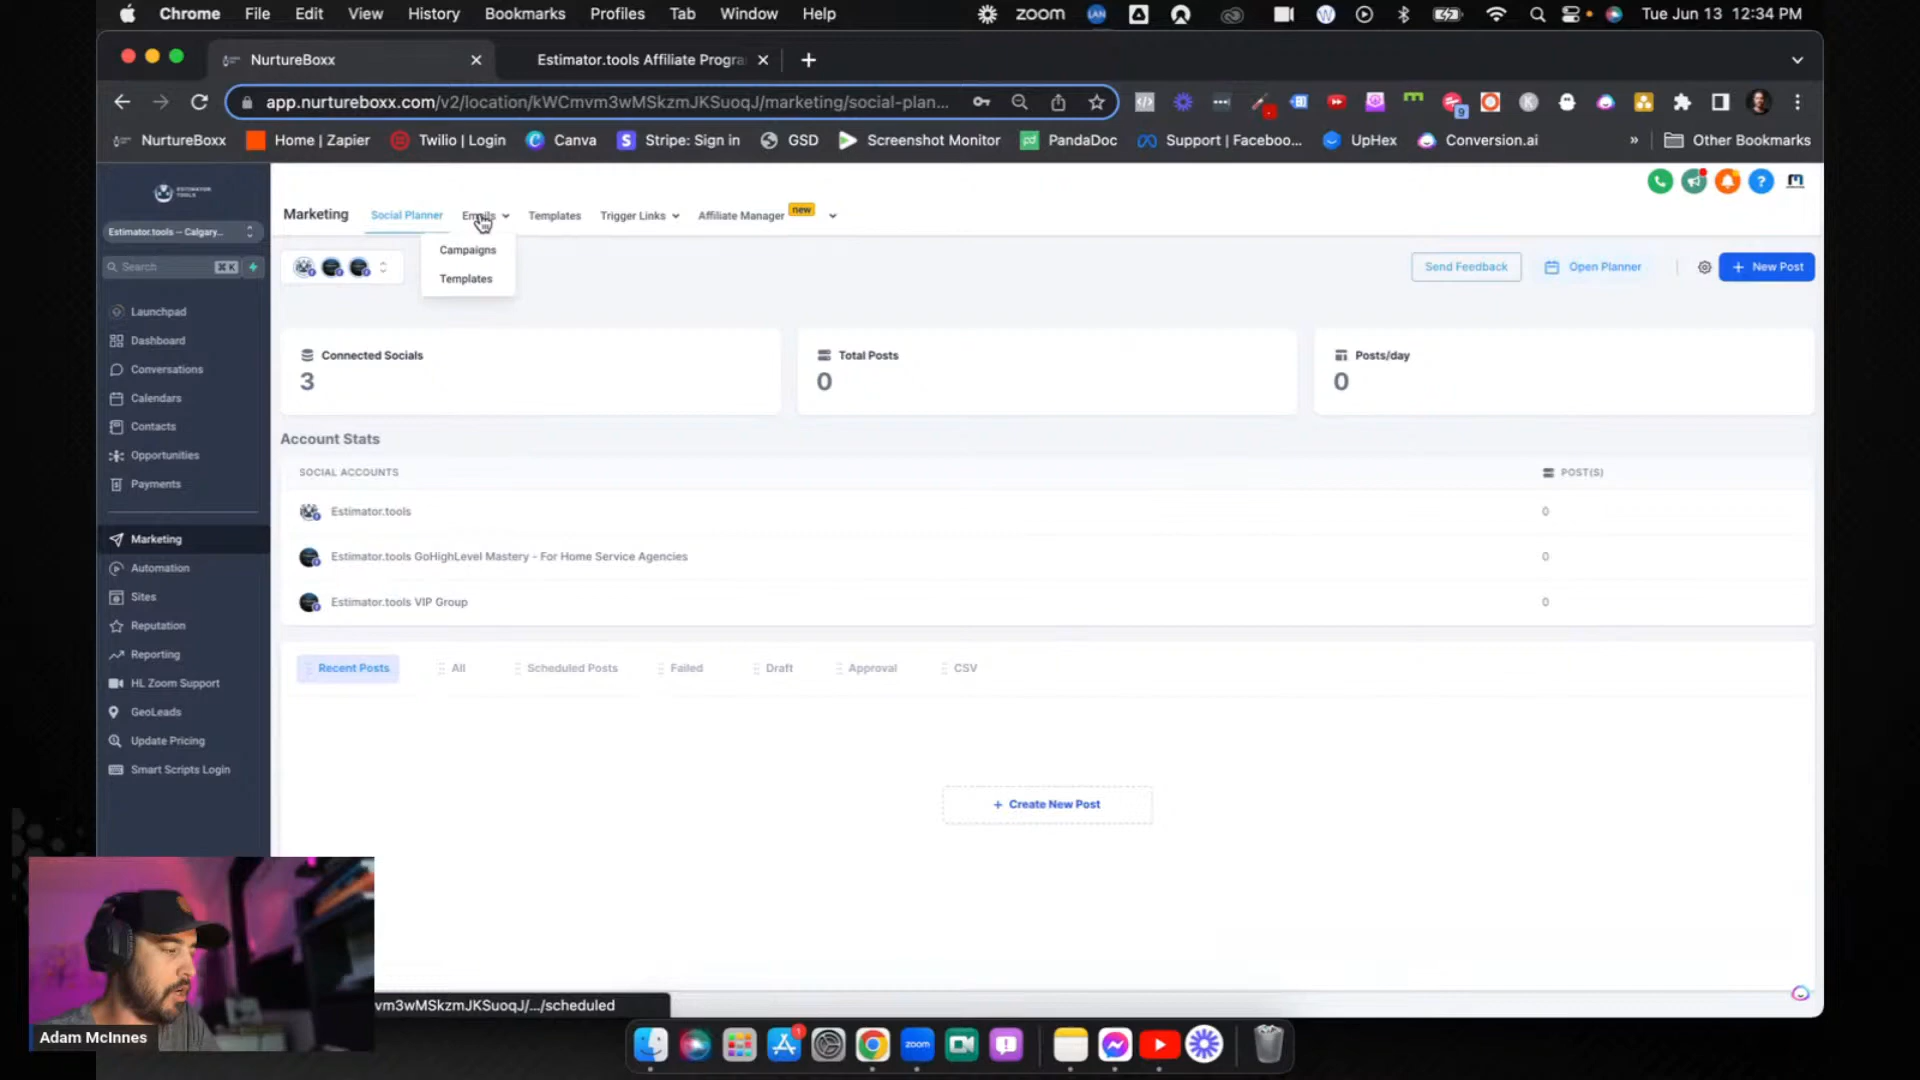 Chrome File Edit View History Bookmarks Profiles Tab Window Help zoom Tue Jun 13 12:34 PM
NurtureBoxx Estimator.tools Affiliate Progra
app.nurtureboxx.com/v2/location/kWCmvm3wMSkzmJKSuoqJ/marketing/social-plan...
NurtureBoxx Home | Zapier Twilio | Login Canva Stripe: Sign in GSD Screenshot Monitor PandaDoc Support | Faceboo... UpHex Conversion.ai » Other Bookmarks
ESTIMATOR
TOOLS
Marketing Social Planner Emails Templates Trigger Links Affiliate Manager new
Estimator.tools -- Calgary...
Campaigns
Templates
Search ⌘K
Send Feedback Open Planner + New Post
Launchpad
Dashboard
Conversations
Calendars
Contacts
Opportunities
Payments
Marketing
Automation
Sites
Reputation
Reporting
HL Zoom Support
GeoLeads
Update Pricing
Smart Scripts Login
Connected Socials
3
Total Posts
0
Posts/day
0
Account Stats
SOCIAL ACCOUNTS POST(S)
Estimator.tools 0
Estimator.tools GoHighLevel Mastery - For Home Service Agencies 0
Estimator.tools VIP Group 0
Recent Posts All Scheduled Posts Failed Draft Approval CSV
+ Create New Post
vm3wMSkzmJKSuoqJ/.../scheduled
Adam McInnes
zoom